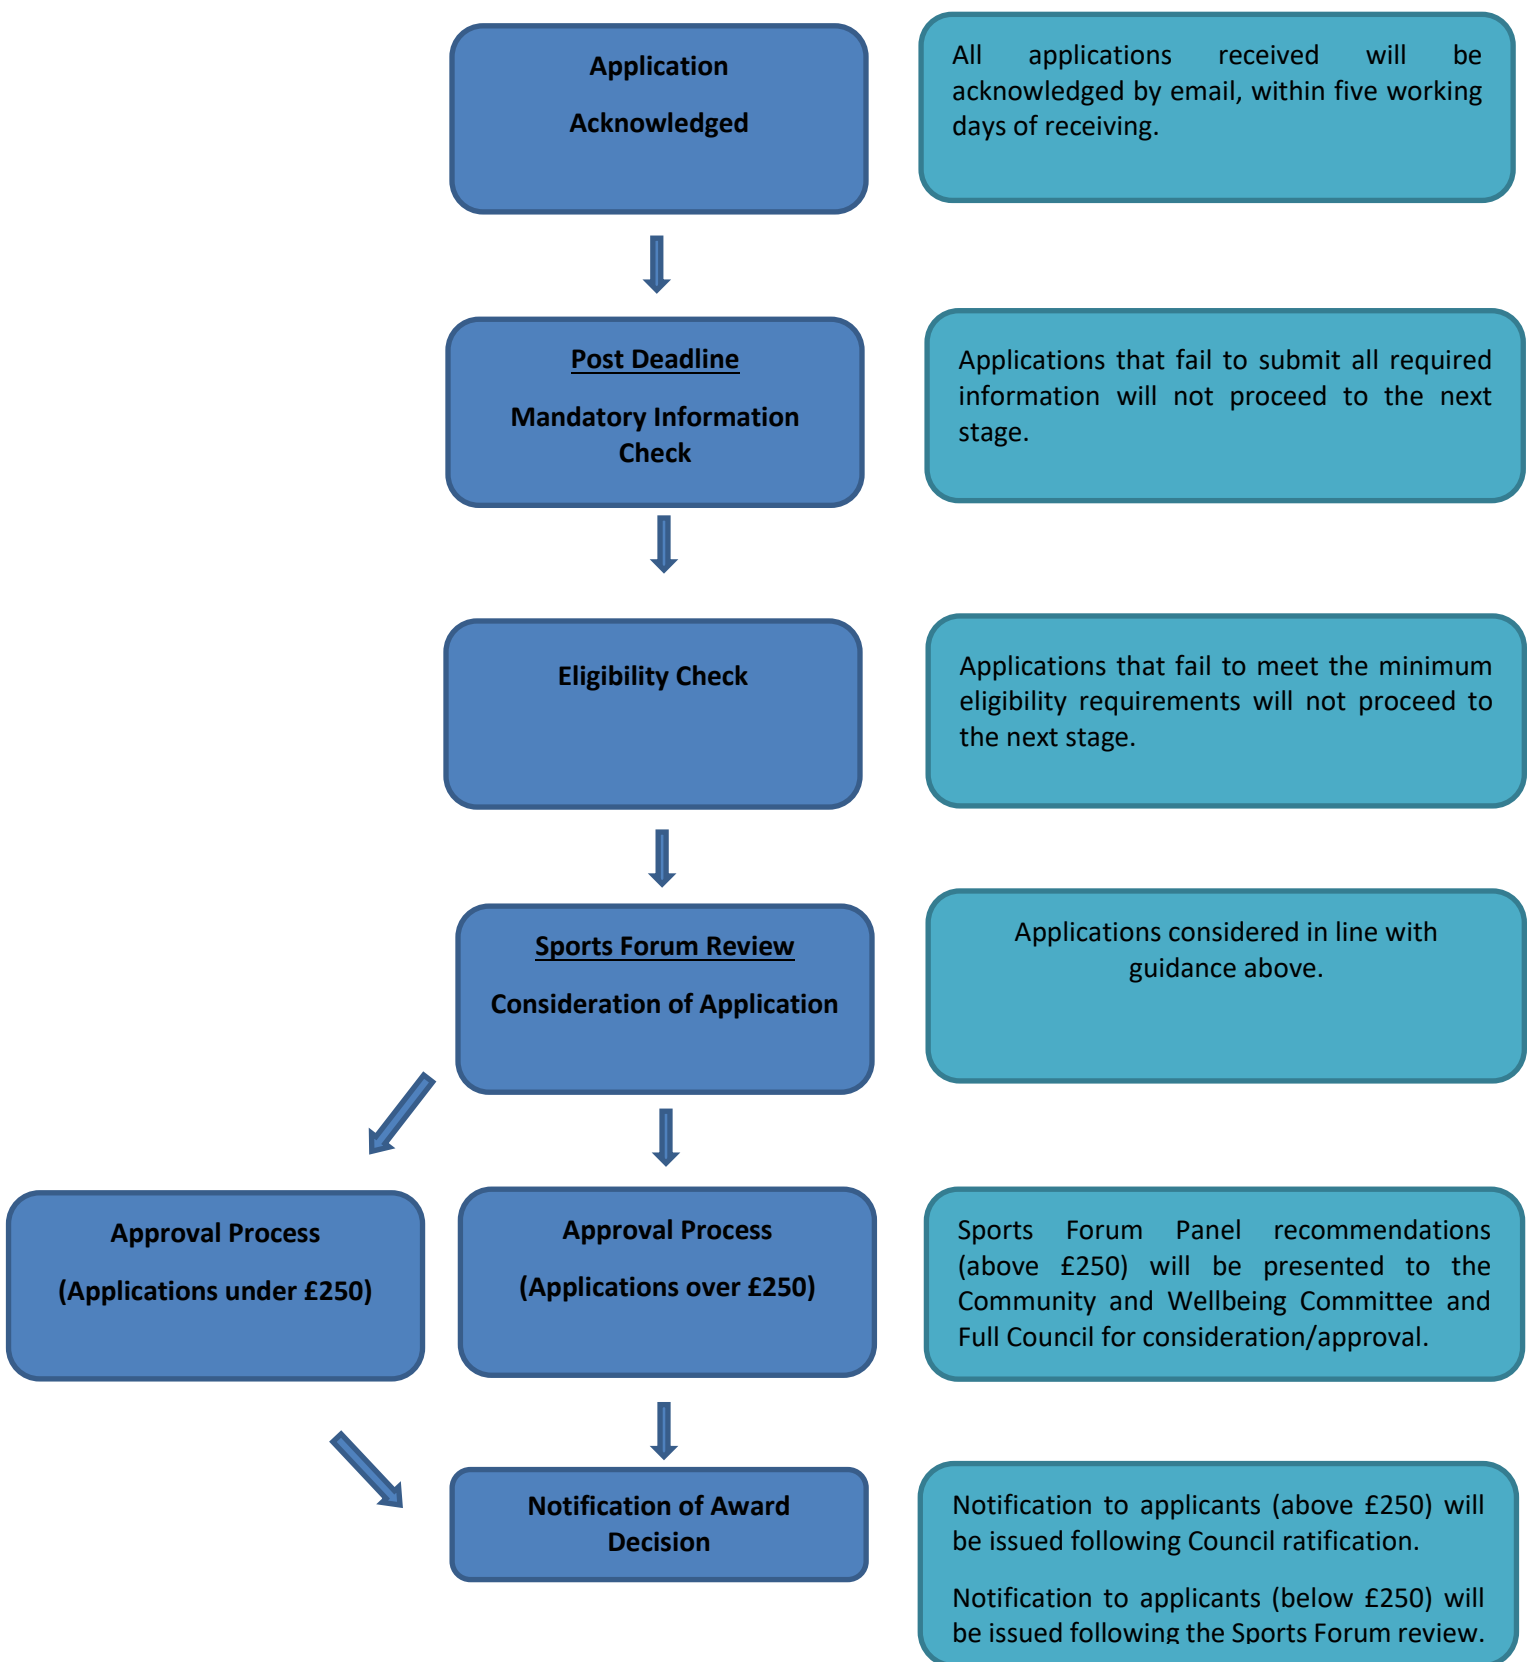 Application
Acknowledged
All applications received will be
acknowledged by email, within five working
days of receiving.
Post Deadline
Mandatory Information
Check
Applications that fail to submit all required
information will not proceed to the next
stage.
Eligibility Check
Applications that fail to meet the minimum
eligibility requirements will not proceed to
the next stage.
Sports Forum Review
Consideration of Application
Applications considered in line with
guidance above.
Approval Process
(Applications under £250)
Approval Process
(Applications over £250)
Sports Forum Panel recommendations
(above £250) will be presented to the
Community and Wellbeing Committee and
Full Council for consideration/approval.
Notification of Award
Decision
Notification to applicants (above £250) will
be issued following Council ratification.
Notification to applicants (below £250) will
be issued following the Sports Forum review.